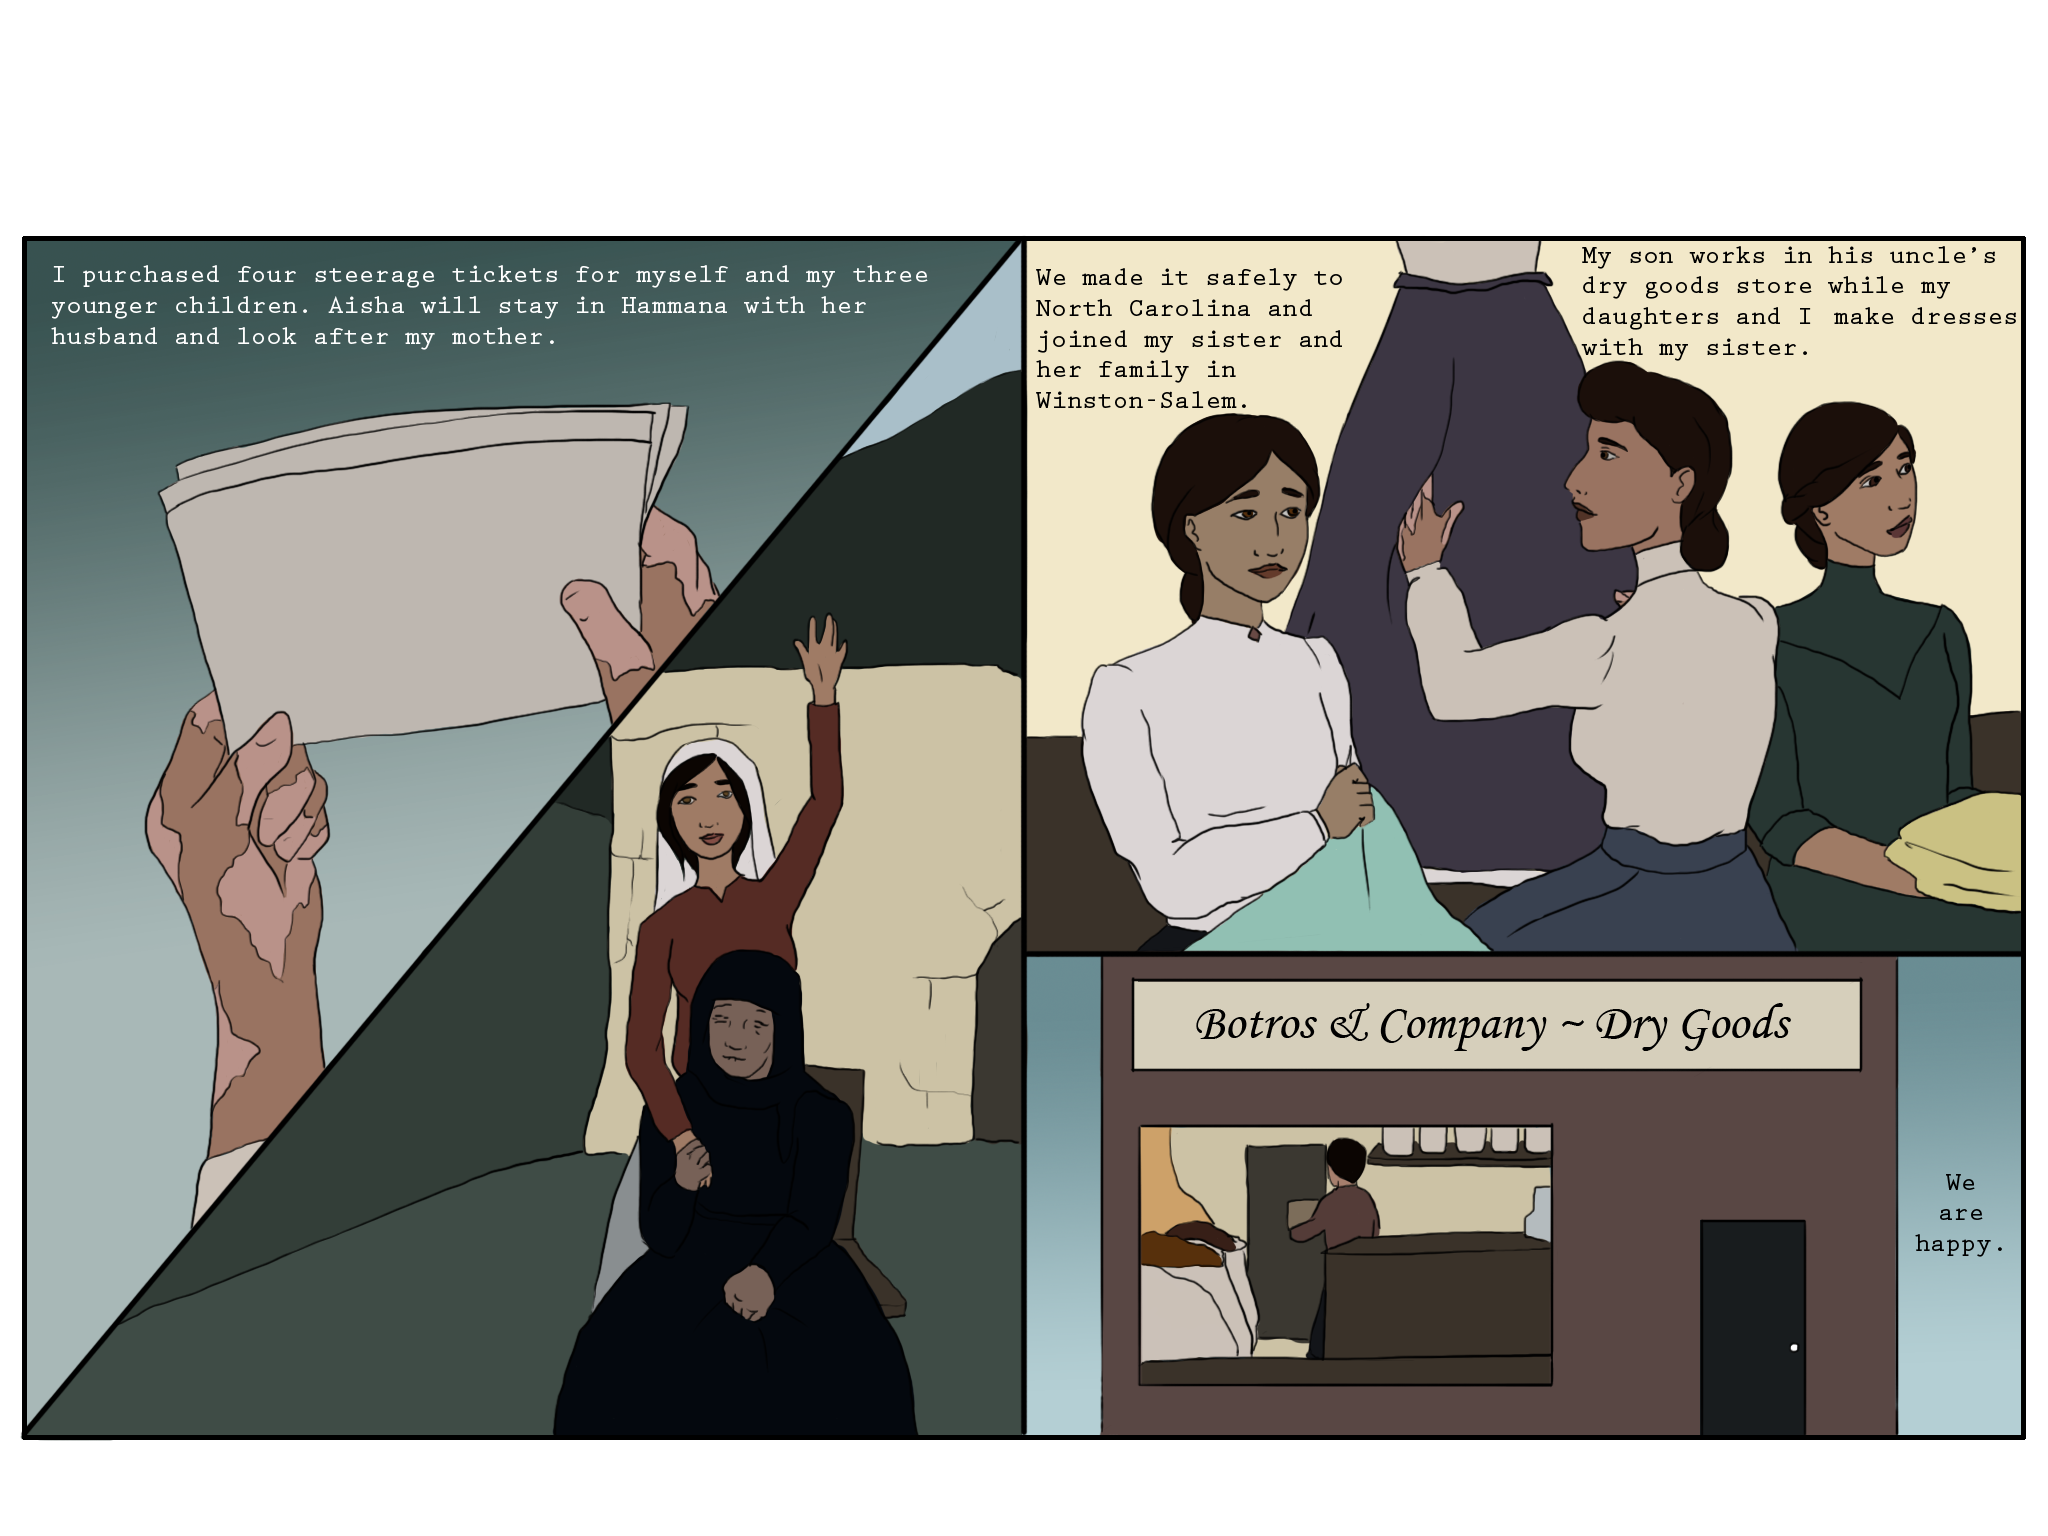 I purchased four steerage tickets for myself and my three
younger children. Aisha will stay in Hammana with her
husband and look after my mother.
We made it safely to
North Carolina and
joined my sister and
her family in
Winston-Salem.
My son works in his uncle's
dry goods store while my
daughters and I make dresses
with my sister.
Botros & Company ~ Dry Goods
We
are
happy.